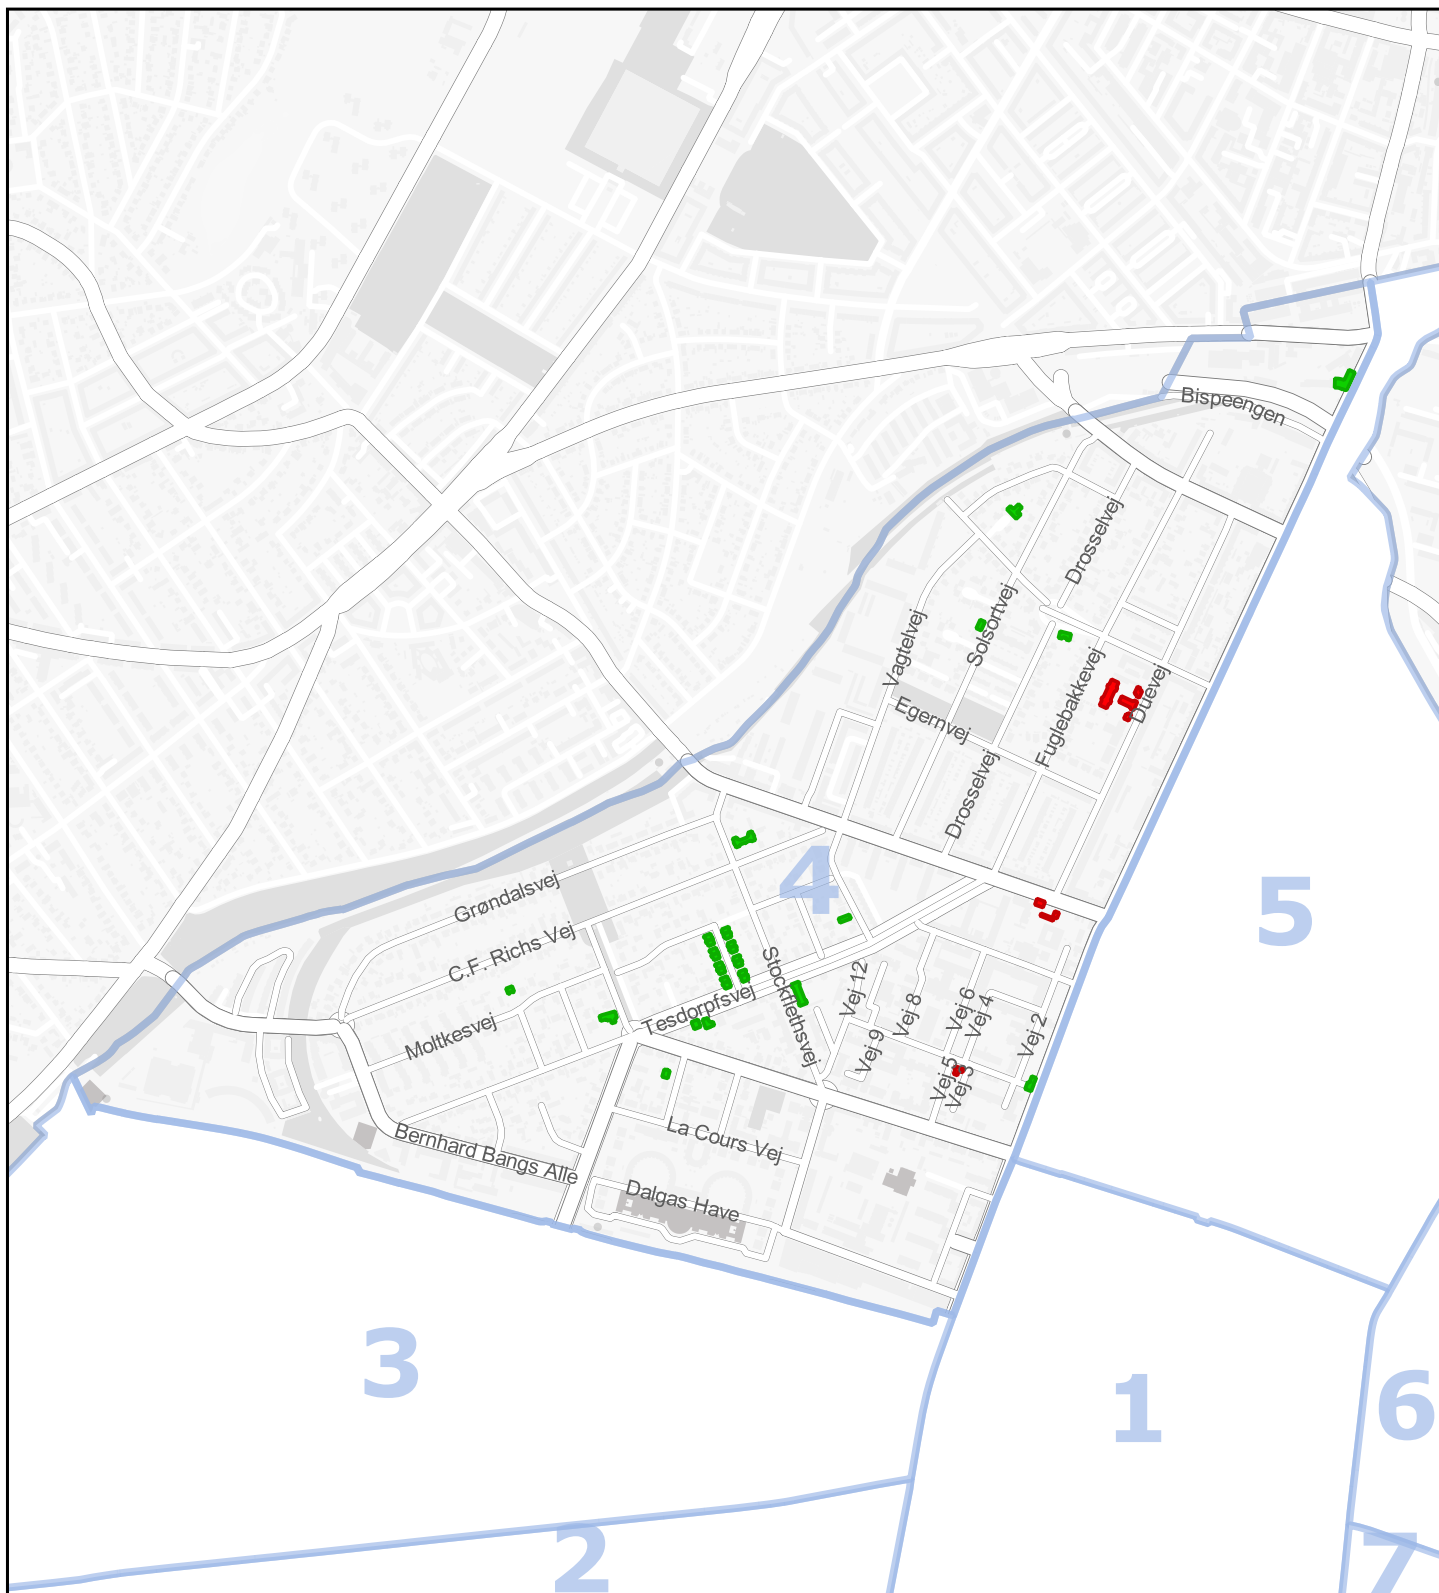 Bispeengen
Drosselvej
Solsortvej
Vagtelvej
Fuglebakkevej
Duevej
Egernvej
Drosselvej
4
5
Grøndalsvej
C.F. Richs Vej
Stockflethsvej
Vej 12
Vej 8
Vej 6
Vej 4
Vej 2
Tesdorpfsvej
Moltkesvej
Vej 9
Vej 5
Vej 3
La Cours Vej
Bernhard Bangs Alle
Dalgas Have
3
1
6
2
7